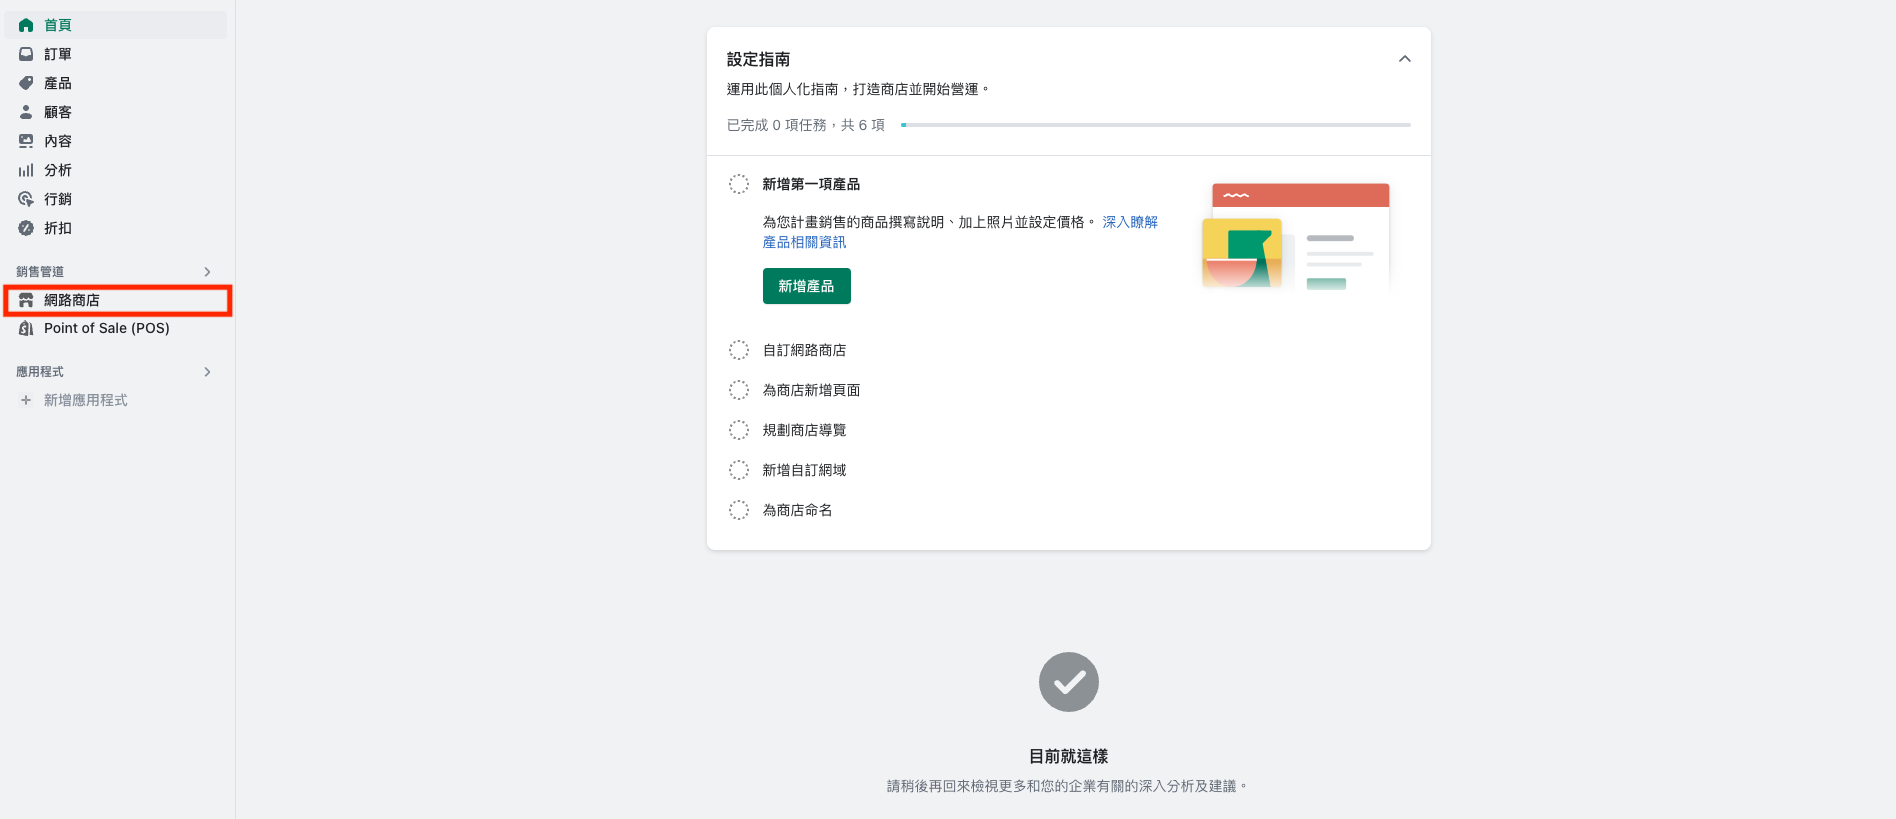 首頁
訂單
產品
顧客
內容
分析
行銷
折扣
銷售管道
網路商店
Point of Sale (POS)
應用程式
新增應用程式
設定指南
運用此個人化指南，打造商店並開始營運。
已完成 0 項任務，共 6 項
新增第一項產品
為您計畫銷售的商品撰寫說明、加上照片並設定價格。 深入瞭解
產品相關資訊
新增產品
自訂網路商店
為商店新增頁面
規劃商店導覽
新增自訂網域
為商店命名
目前就這樣
請稍後再回來檢視更多和您的企業有關的深入分析及建議。